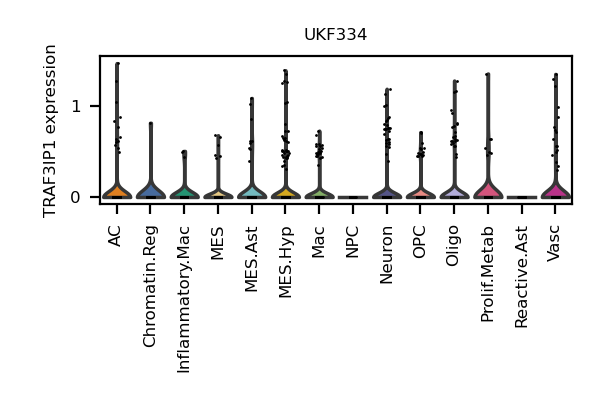 UKF334
TRAF3IP1 expression
1
0
AC
Chromatin.Reg
Inflammatory.Mac
MES
MES.Ast
MES.Hyp
Mac
NPC
Neuron
OPC
Oligo
Prolif.Metab
Reactive.Ast
Vasc